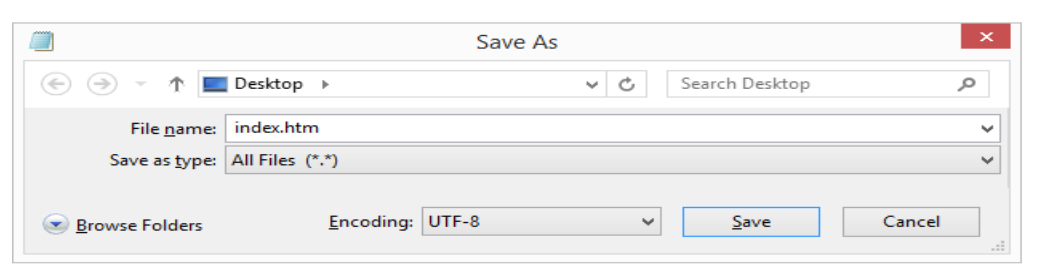 Save As
Desktop
Search Desktop
File name: index.htm
Save as type: All Files (*.*)
Browse Folders Encoding: UTF-8 Save Cancel